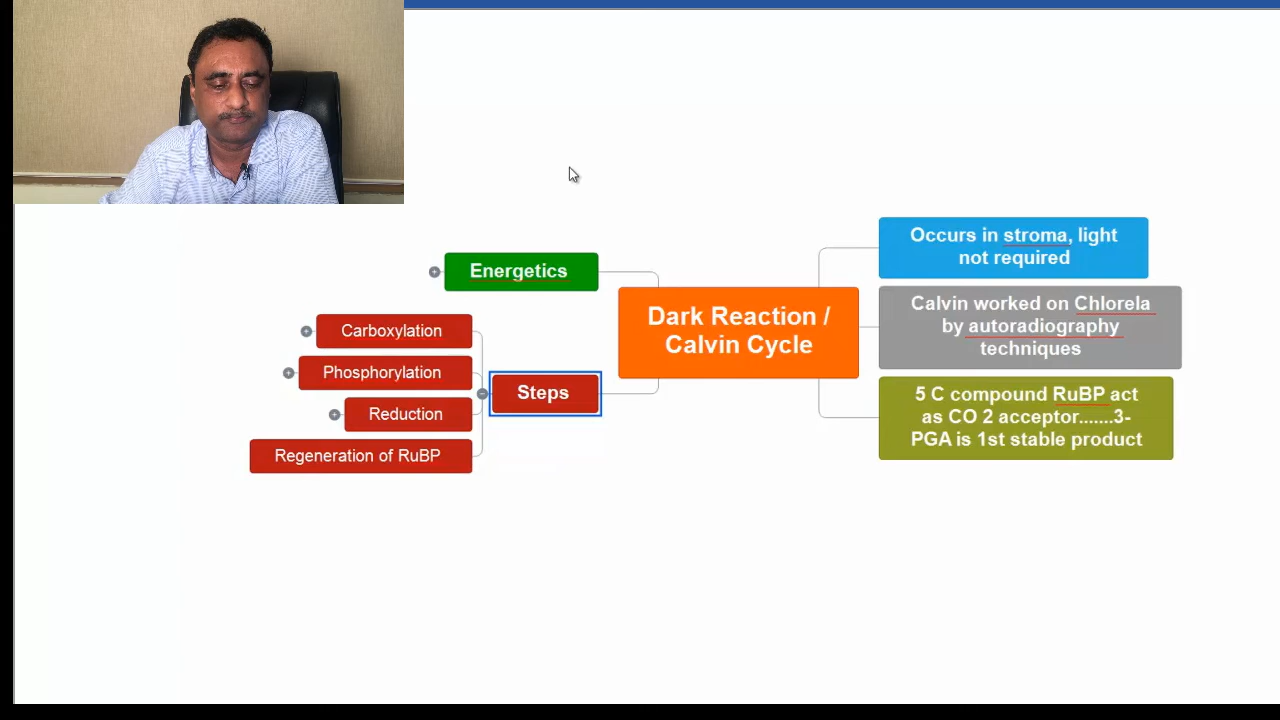 Energetics
Carboxylation
Phosphorylation
Reduction
Regeneration of RuBP
Steps
Dark Reaction /
Calvin Cycle
Occurs in stroma, light
not required
Calvin worked on Chlorela
by autoradiography
techniques
5 C compound RuBP act
as CO 2 acceptor.......3-
PGA is 1st stable product